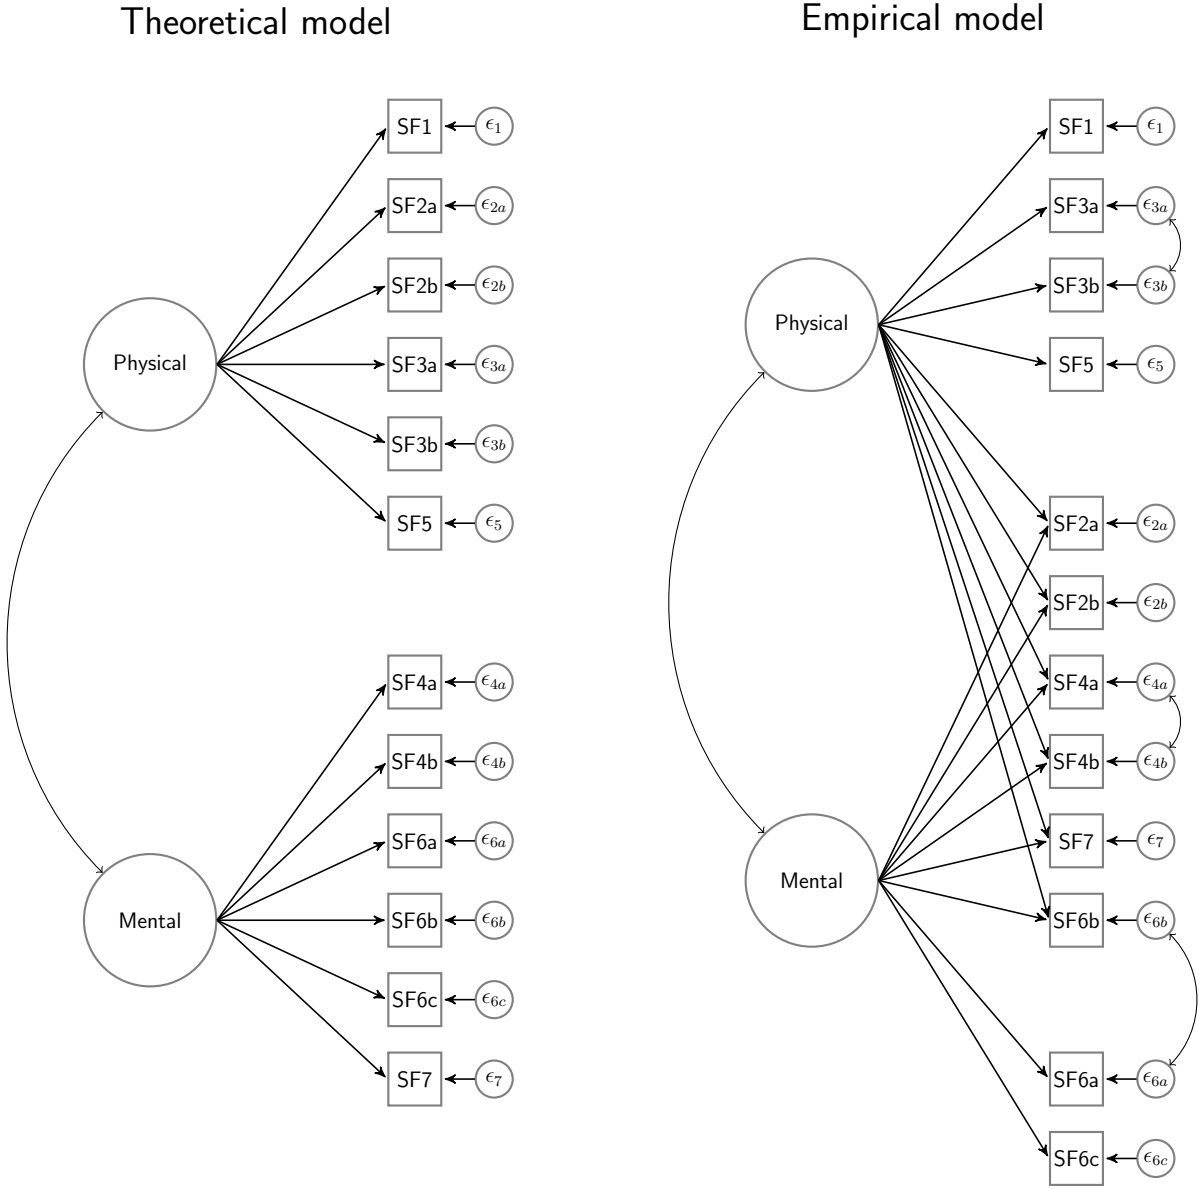 Theoretical model
SF1 ϵ1
SF2a ϵ2a
SF2b ϵ2b
Physical
SF3a ϵ3a
SF3b ϵ3b
SF5 ϵ5
SF4a ϵ4a
SF4b ϵ4b
SF6a ϵ6a
Mental
SF6b ϵ6b
SF6c ϵ6c
SF7 ϵ7
Empirical model
SF1 ϵ1
SF3a ϵ3a
SF3b ϵ3b
Physical
SF5 ϵ5
SF2a ϵ2a
SF2b ϵ2b
SF4a ϵ4a
SF4b ϵ4b
SF7 ϵ7
Mental
SF6b ϵ6b
SF6a ϵ6a
SF6c ϵ6c